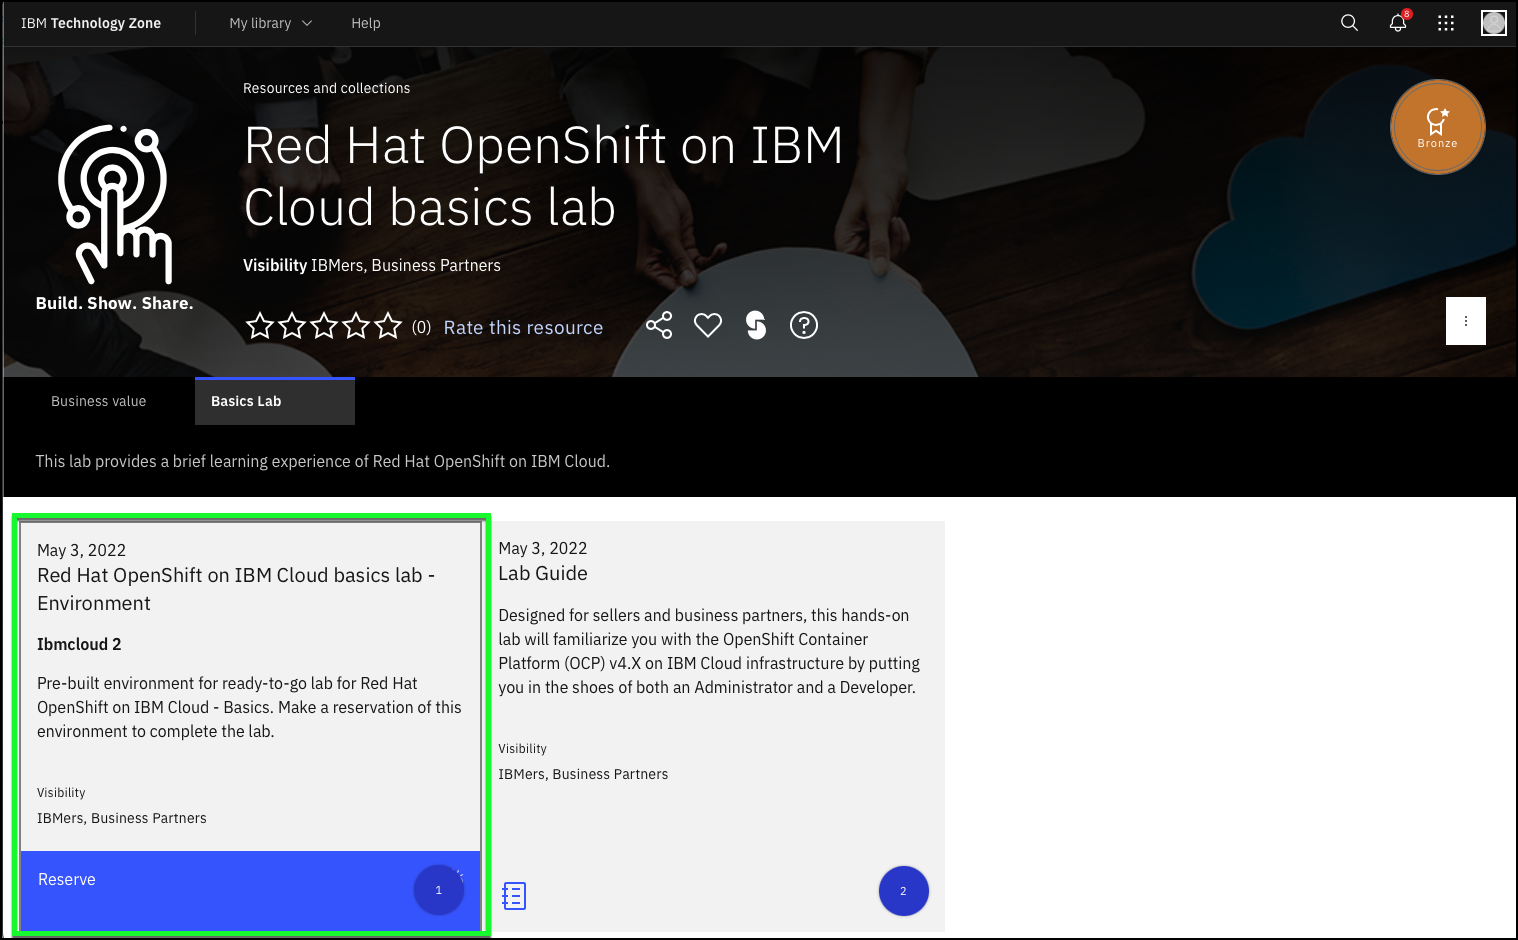 IBM Technology Zone
My library
Help
8
Resources and collections
Red Hat OpenShift on IBM
Cloud basics lab
Bronze
Visibility IBMers, Business Partners
Build. Show. Share.
(0) Rate this resource
Business value
Basics Lab
This lab provides a brief learning experience of Red Hat OpenShift on IBM Cloud.
May 3, 2022
Red Hat OpenShift on IBM Cloud basics lab -
Environment
Ibmcloud 2
Pre-built environment for ready-to-go lab for Red Hat
OpenShift on IBM Cloud - Basics. Make a reservation of this
environment to complete the lab.
Visibility
IBMers, Business Partners
Reserve
1
May 3, 2022
Lab Guide
Designed for sellers and business partners, this hands-on
lab will familiarize you with the OpenShift Container
Platform (OCP) v4.X on IBM Cloud infrastructure by putting
you in the shoes of both an Administrator and a Developer.
Visibility
IBMers, Business Partners
2